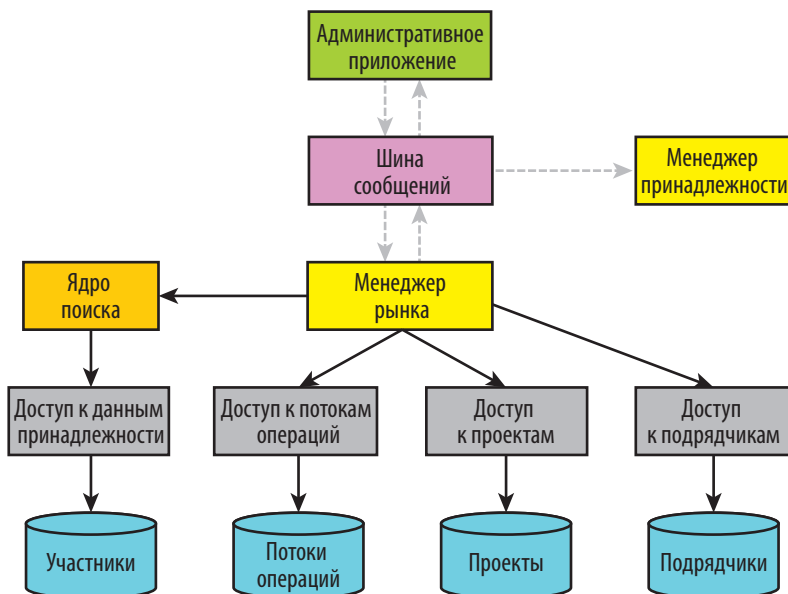 Административное
приложение
Шина
сообщений
Менеджер
принадлежности
Ядро
поиска
Менеджер
рынка
Доступ к данным
принадлежности
Доступ к потокам
операций
Доступ
к проектам
Доступ
к подрядчикам
Участники
Потоки
операций
Проекты
Подрядчики